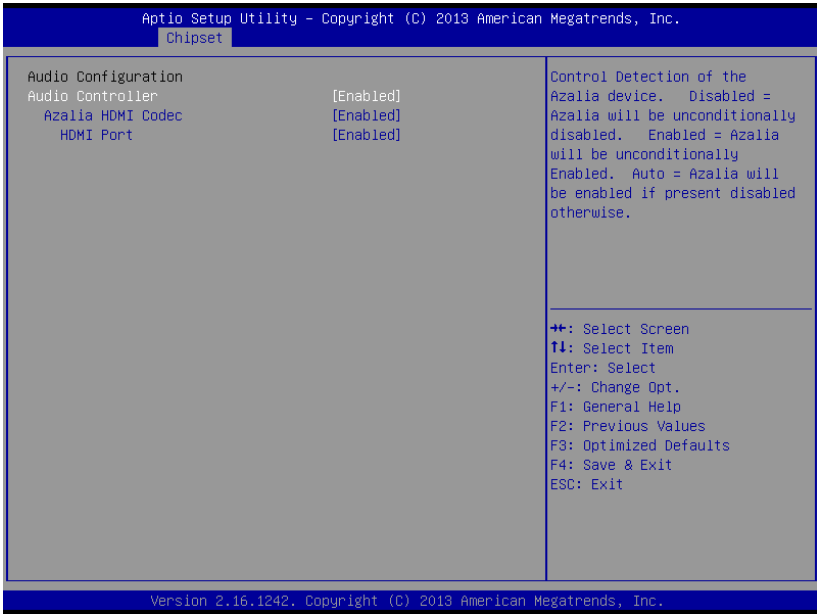 Aptio Setup Utility – Copyright (C) 2013 American Megatrends, Inc.
Chipset
Audio Configuration
Audio Controller [Enabled]
Azalia HDMI Codec [Enabled]
HDMI Port [Enabled]
Control Detection of the
Azalia device. Disabled =
Azalia will be unconditionally
disabled. Enabled = Azalia
will be unconditionally
Enabled. Auto = Azalia will
be enabled if present disabled
otherwise.
→←: Select Screen
↑↓: Select Item
Enter: Select
+/-: Change Opt.
F1: General Help
F2: Previous Values
F3: Optimized Defaults
F4: Save & Exit
ESC: Exit
Version 2.16.1242. Copyright (C) 2013 American Megatrends, Inc.